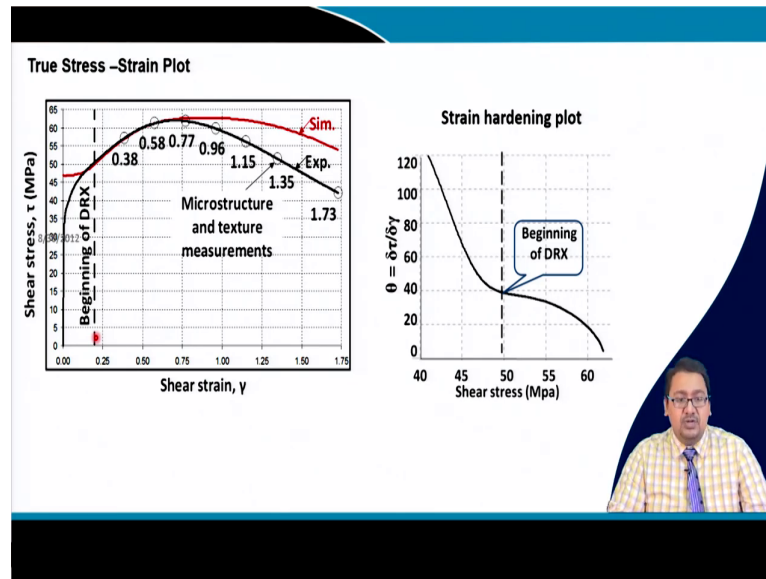 True Stress –Strain Plot
65
60
55
50
45
40
35
30
25
20
15
10
5
0
Shear stress, τ (MPa)
8/30/2012
Beginning of DRX
0.38
0.58
0.77
0.96
1.15
1.35
1.73
Sim.
Exp.
Microstructure
and texture
measurements
0.00 0.25 0.50 0.75 1.00 1.25 1.50 1.75
Shear strain, γ
Strain hardening plot
120
100
80
60
40
20
0
θ = δτ/δγ
Beginning
of DRX
40 45 50 55 60
Shear stress (Mpa)